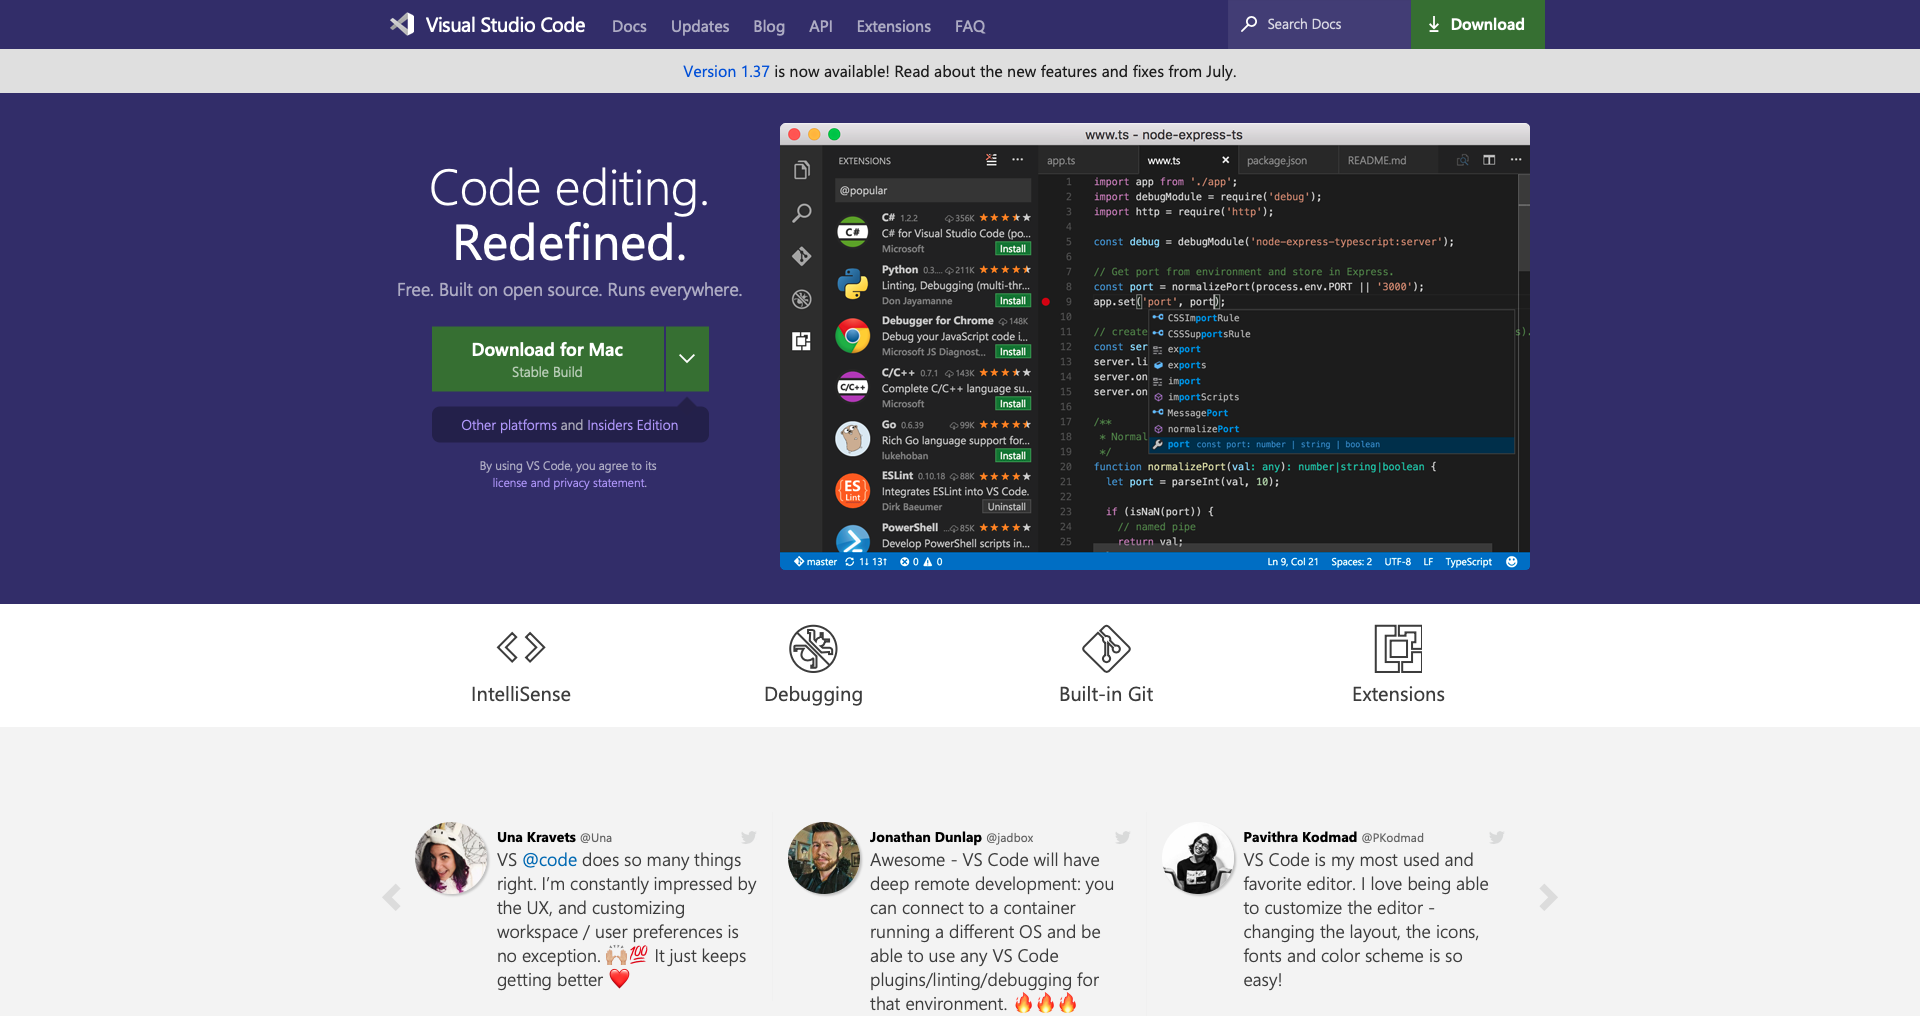 Visual Studio Code Docs Updates Blog API Extensions FAQ Search Docs Download
Version 1.37 is now available! Read about the new features and fixes from July.
Code editing.
Redefined.
Free. Built on open source. Runs everywhere.
Download for Mac
Stable Build
Other platforms and Insiders Edition
By using VS Code, you agree to its
license and privacy statement.
www.ts - node-express-ts
EXTENSIONS
@popular
C# 1.2.2 356K
C# for Visual Studio Code (po...
Microsoft Install
C#
Python 0.3.... 211K
Linting, Debugging (multi-thr...
Don Jayamanne Install
Debugger for Chrome 148K
Debug your JavaScript code i...
Microsoft JS Diagnost... Install
C/C++ 0.7.1 143K
Complete C/C++ language su...
Microsoft Install
C/C++
Go 0.6.39 99K
Rich Go language support for...
lukehoban Install
ESLint 0.10.18 88K
Integrates ESLint into VS Code.
Dirk Baeumer Uninstall
ES
Lint
PowerShell ... 85K
Develop PowerShell scripts in...
app.ts www.ts package.json README.md
1 import app from './app';
2 import debugModule = require('debug');
3 import http = require('http');
4
5 const debug = debugModule('node-express-typescript:server');
6
7 // Get port from environment and store in Express.
8 const port = normalizePort(process.env.PORT || '3000');
9 app.set('port', port);
10
11 // create s).
12 const ser
13 server.li
14 server.on
15 server.on
16
17 /**
18 * Normal
19 */
20 function normalizePort(val: any): number|string|boolean {
21 let port = parseInt(val, 10);
22
23 if (isNaN(port)) {
24 // named pipe
25 return val;
CSSImportRule
CSSSupportsRule
export
exports
import
importScripts
MessagePort
normalizePort
port const port: number | string | boolean
master 1↓ 13↑ 0 0 Ln 9, Col 21 Spaces: 2 UTF-8 LF TypeScript
IntelliSense
Debugging
Built-in Git
Extensions
Una Kravets @Una
VS @code does so many things
right. I’m constantly impressed by
the UX, and customizing
workspace / user preferences is
no exception. 🙌🏼💯 It just keeps
getting better ❤️
Jonathan Dunlap @jadbox
Awesome - VS Code will have
deep remote development: you
can connect to a container
running a different OS and be
able to use any VS Code
plugins/linting/debugging for
that environment. 🔥🔥🔥
Pavithra Kodmad @PKodmad
VS Code is my most used and
favorite editor. I love being able
to customize the editor -
changing the layout, the icons,
fonts and color scheme is so
easy!